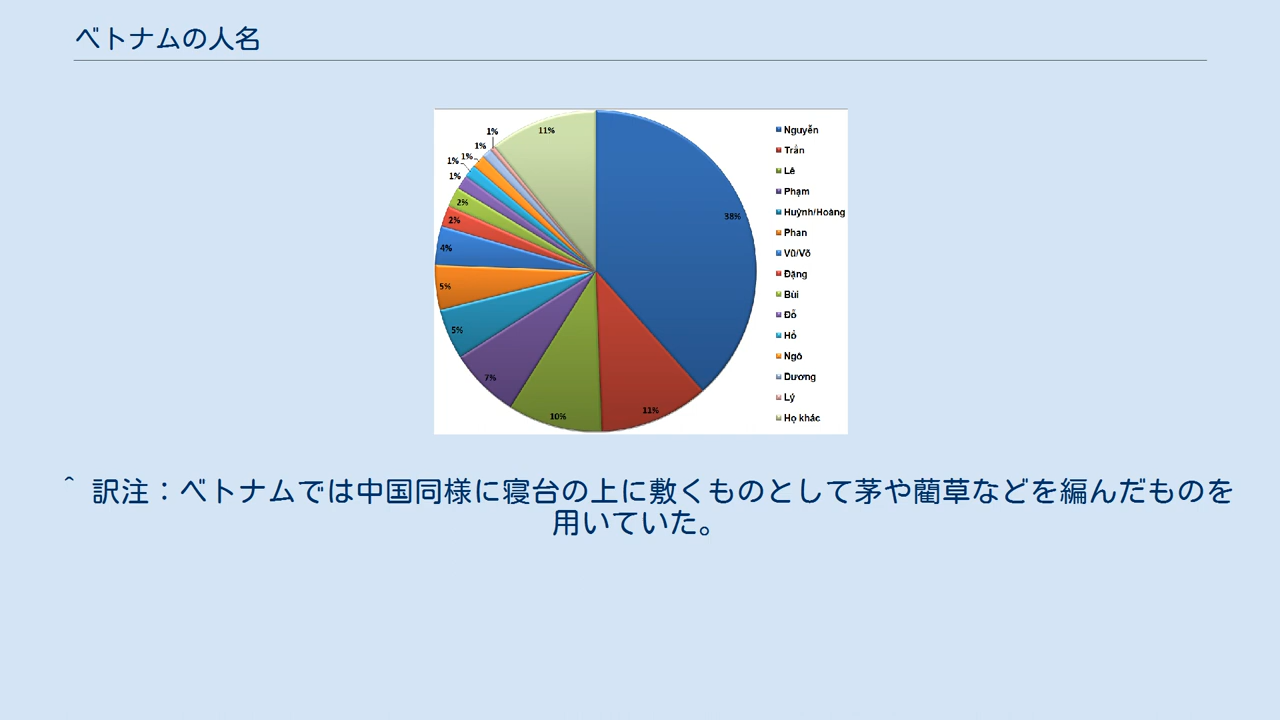 ベトナムの人名
1%
11%
1%
1%
1%
1%
2%
2%
4%
5%
5%
7%
10%
11%
38%
Nguyễn
Trần
Lê
Phạm
Huỳnh/Hoàng
Phan
Vũ/Võ
Đặng
Bùi
Đỗ
Hồ
Ngô
Dương
Lý
Họ khác
^ 訳注：ベトナムでは中国同様に寝台の上に敷くものとして茅や藺草などを編んだものを
用いていた。